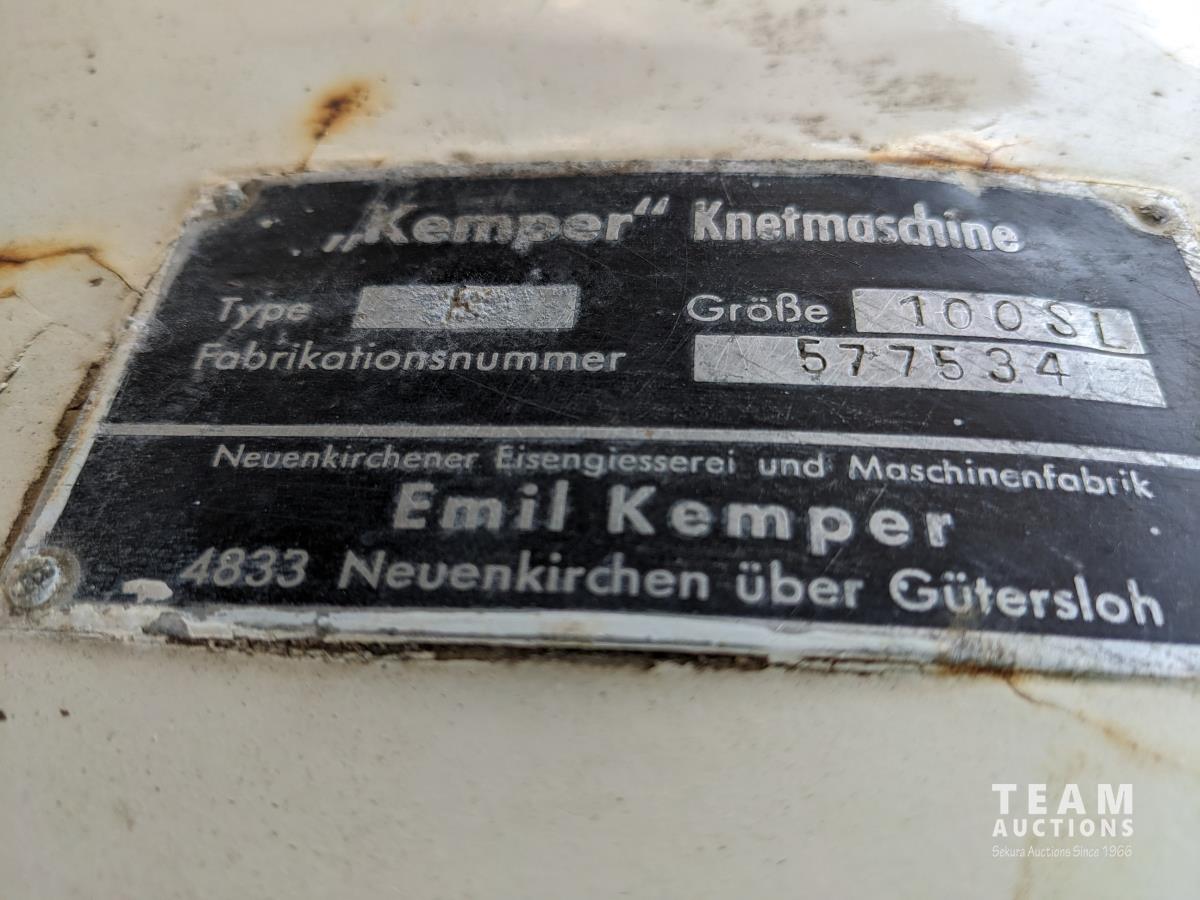 „Kemper“ Knetmaschine
Type A Größe 100SL
Fabrikationsnummer 577534
Neuenkirchener Eisengiesserei und Maschinenfabrik
Emil Kemper
4833 Neuenkirchen über Gütersloh
TEAM
AUCTIONS
Sekura Auctions Since 1966